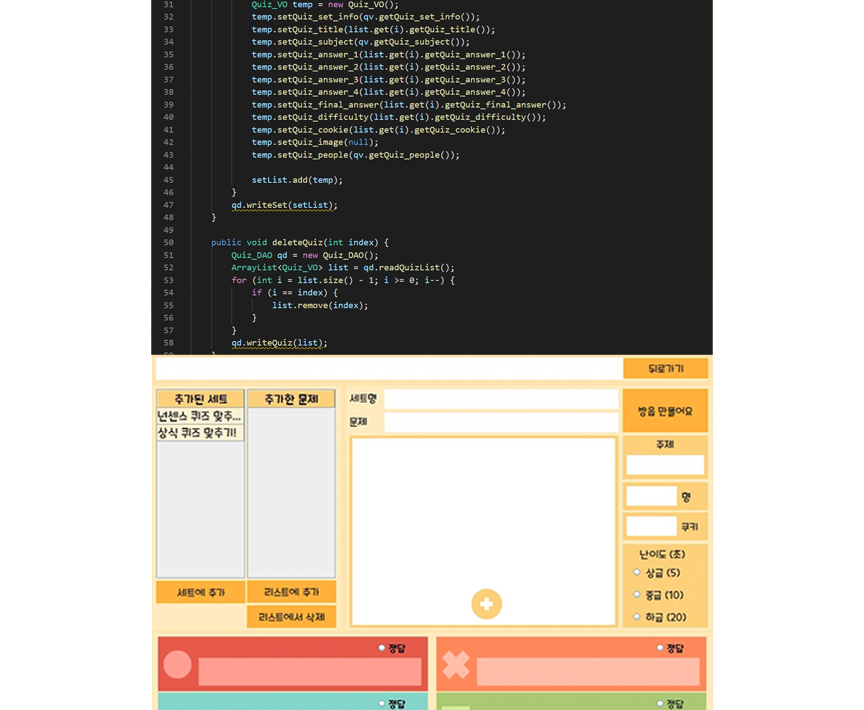 31 Quiz_VO temp = new Quiz_VO();
32 temp.setQuiz_set_info(qv.getQuiz_set_info());
33 temp.setQuiz_title(list.get(i).getQuiz_title());
34 temp.setQuiz_subject(qv.getQuiz_subject());
35 temp.setQuiz_answer_1(list.get(i).getQuiz_answer_1());
36 temp.setQuiz_answer_2(list.get(i).getQuiz_answer_2());
37 temp.setQuiz_answer_3(list.get(i).getQuiz_answer_3());
38 temp.setQuiz_answer_4(list.get(i).getQuiz_answer_4());
39 temp.setQuiz_final_answer(list.get(i).getQuiz_final_answer());
40 temp.setQuiz_difficulty(list.get(i).getQuiz_difficulty());
41 temp.setQuiz_cookie(list.get(i).getQuiz_cookie());
42 temp.setQuiz_image(null);
43 temp.setQuiz_people(qv.getQuiz_people());
44
45 setList.add(temp);
46 }
47 qd.writeSet(setList);
48 }
49
50 public void deleteQuiz(int index) {
51 Quiz_DAO qd = new Quiz_DAO();
52 ArrayList<Quiz_VO> list = qd.readQuizList();
53 for (int i = list.size() - 1; i >= 0; i--) {
54 if (i == index) {
55 list.remove(index);
56 }
57 }
58 qd.writeQuiz(list);
뒤로가기
추가된 세트 추가한 문제 세트명 방을 만들어요
넌센스 퀴즈 맞추...
상식 퀴즈 맞추기!
문제
주제
명
쿠키
난이도 (초)
상급 (5)
중급 (10)
하급 (20)
세트에 추가 리스트에 추가
리스트에서 삭제
정답 정답
정답 정답